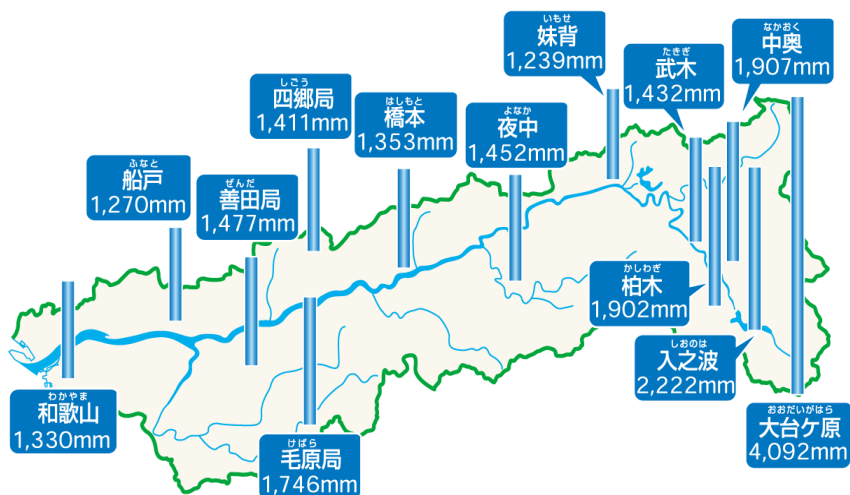 いもせ
妹背
1,239mm
たきぎ
武木
1,432mm
なかおく
中奥
1,907mm
しごう
四郷局
1,411mm
はしもと
橋本
1,353mm
よなか
夜中
1,452mm
ふなと
船戸
1,270mm
ぜんだ
善田局
1,477mm
かしわぎ
柏木
1,902mm
しおのは
入之波
2,222mm
わかやま
和歌山
1,330mm
けばら
毛原局
1,746mm
おおだいがはら
大台ケ原
4,092mm